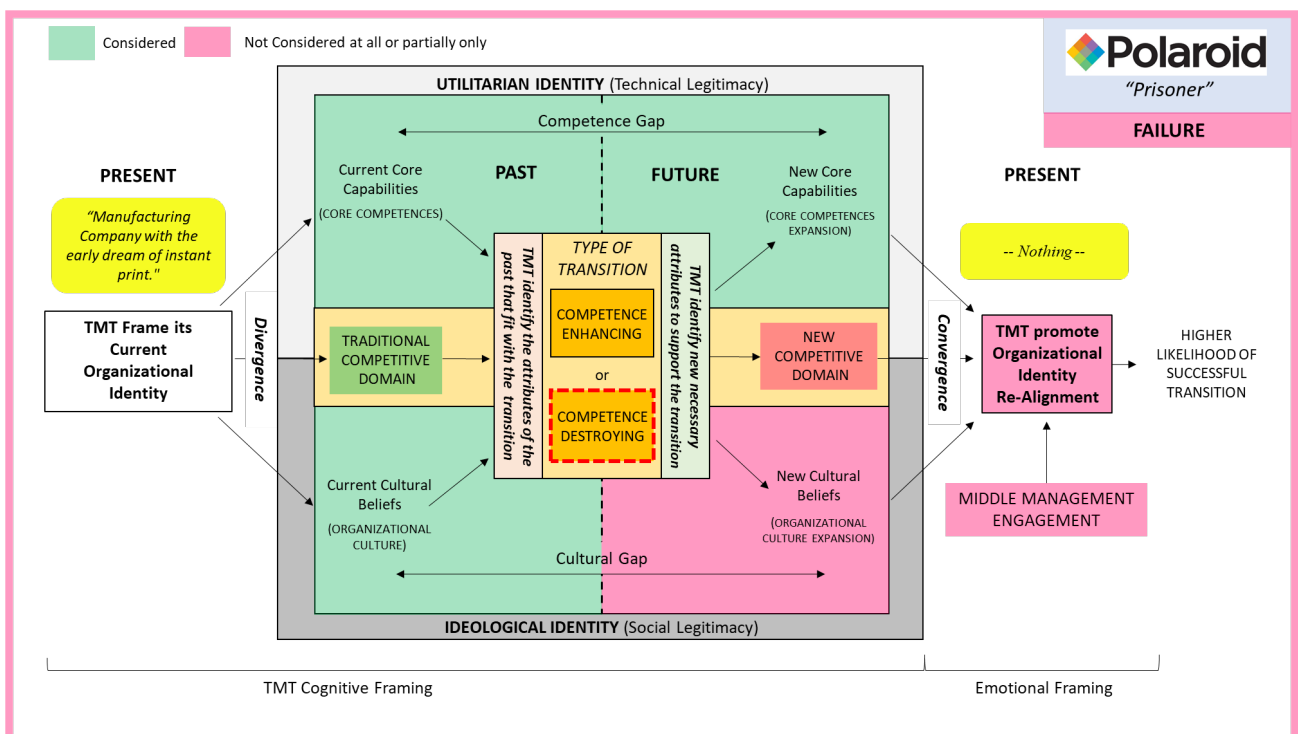 Considered
Not Considered at all or partially only
Polaroid
“Prisoner”
FAILURE
UTILITARIAN IDENTITY (Technical Legitimacy)
Competence Gap
PRESENT
“Manufacturing
Company with the
early dream of instant
print."
TMT Frame its
Current
Organizational
Identity
Divergence
Current Core
Capabilities
(CORE COMPETENCES)
PAST
FUTURE
New Core
Capabilities
(CORE COMPETENCES
EXPANSION)
TRADITIONAL
COMPETITIVE
DOMAIN
TMT identify the attributes of the
past that fit with the transition
TYPE OF
TRANSITION
COMPETENCE
ENHANCING
or
COMPETENCE
DESTROYING
TMT identify new necessary
attributes to support the transition
NEW
COMPETITIVE
DOMAIN
Current Cultural
Beliefs
(ORGANIZATIONAL
CULTURE)
New Cultural
Beliefs
(ORGANIZATIONAL
CULTURE EXPANSION)
Cultural Gap
IDEOLOGICAL IDENTITY (Social Legitimacy)
Convergence
PRESENT
-- Nothing --
TMT promote
Organizational
Identity
Re-Alignment
HIGHER
LIKELIHOOD OF
SUCCESSFUL
TRANSITION
MIDDLE MANAGEMENT
ENGAGEMENT
TMT Cognitive Framing
Emotional Framing